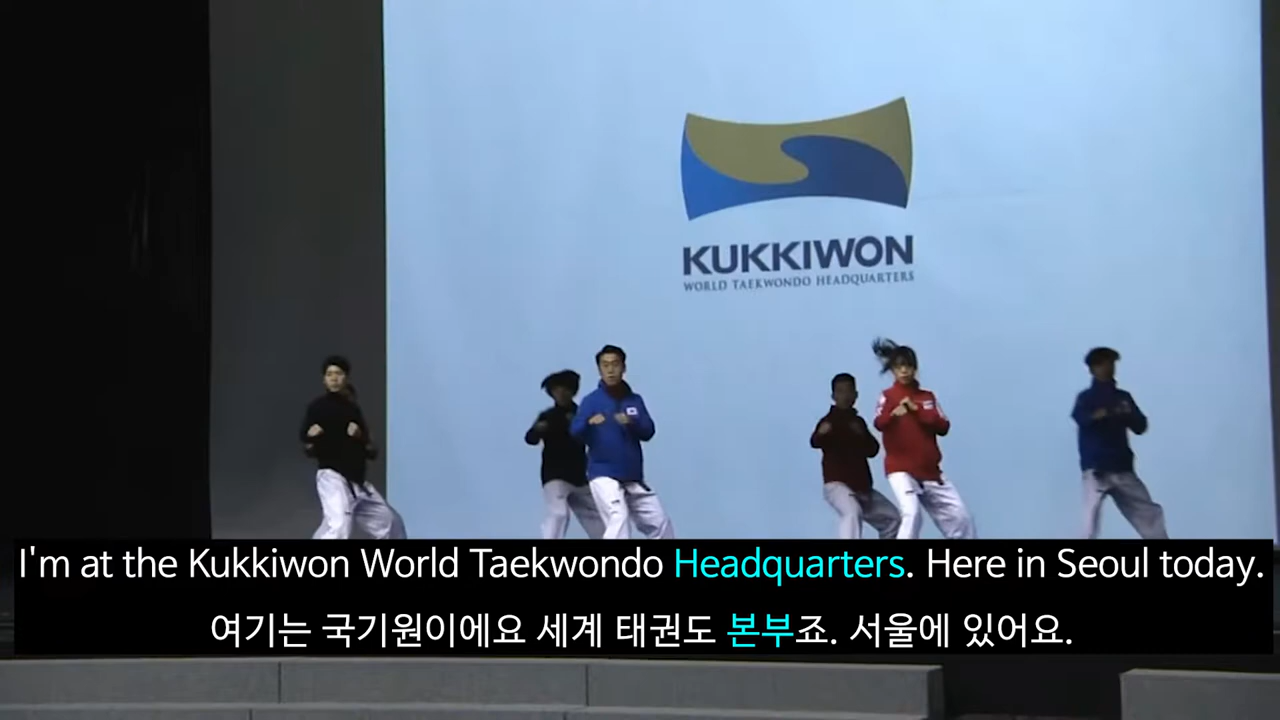 KUKKIWON
WORLD TAEKWONDO HEADQUARTERS
I'm at the Kukkiwon World Taekwondo Headquarters. Here in Seoul today.
여기는 국기원이에요 세계 태권도 본부죠. 서울에 있어요.